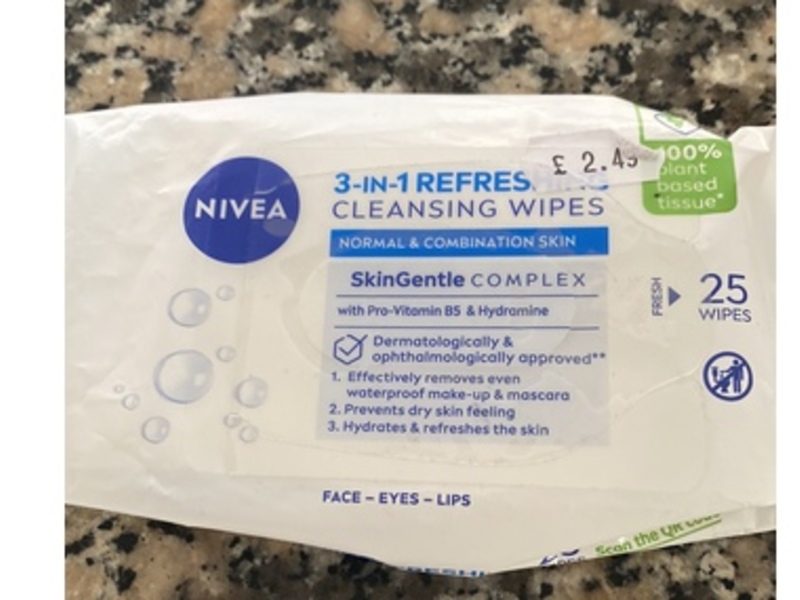 £ 2.49
100%
plant
based
tissue*
NIVEA
3-IN-1 REFRESHING
CLEANSING WIPES
NORMAL & COMBINATION SKIN
SkinGentle COMPLEX
with Pro-Vitamin B5 & Hydramine
Dermatologically &
ophthalmologically approved**
1. Effectively removes even
waterproof make-up & mascara
2. Prevents dry skin feeling
3. Hydrates & refreshes the skin
FRESH
25
WIPES
FACE – EYES – LIPS
Scan the QR code